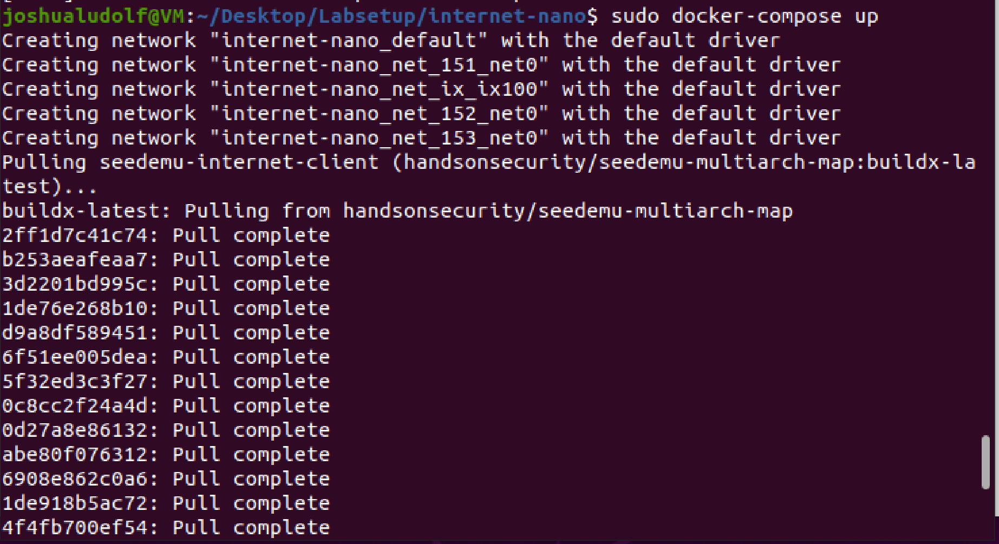 joshualudolf@VM:~/Desktop/Labsetup/internet-nano$ sudo docker-compose up
Creating network "internet-nano_default" with the default driver
Creating network "internet-nano_net_151_net0" with the default driver
Creating network "internet-nano_net_ix_ix100" with the default driver
Creating network "internet-nano_net_152_net0" with the default driver
Creating network "internet-nano_net_153_net0" with the default driver
Pulling seedemu-internet-client (handsonsecurity/seedemu-multiarch-map:buildx-la
test)...
buildx-latest: Pulling from handsonsecurity/seedemu-multiarch-map
2ff1d7c41c74: Pull complete
b253aeafeaa7: Pull complete
3d2201bd995c: Pull complete
1de76e268b10: Pull complete
d9a8df589451: Pull complete
6f51ee005dea: Pull complete
5f32ed3c3f27: Pull complete
0c8cc2f24a4d: Pull complete
0d27a8e86132: Pull complete
abe80f076312: Pull complete
6908e862c0a6: Pull complete
1de918b5ac72: Pull complete
4f4fb700ef54: Pull complete